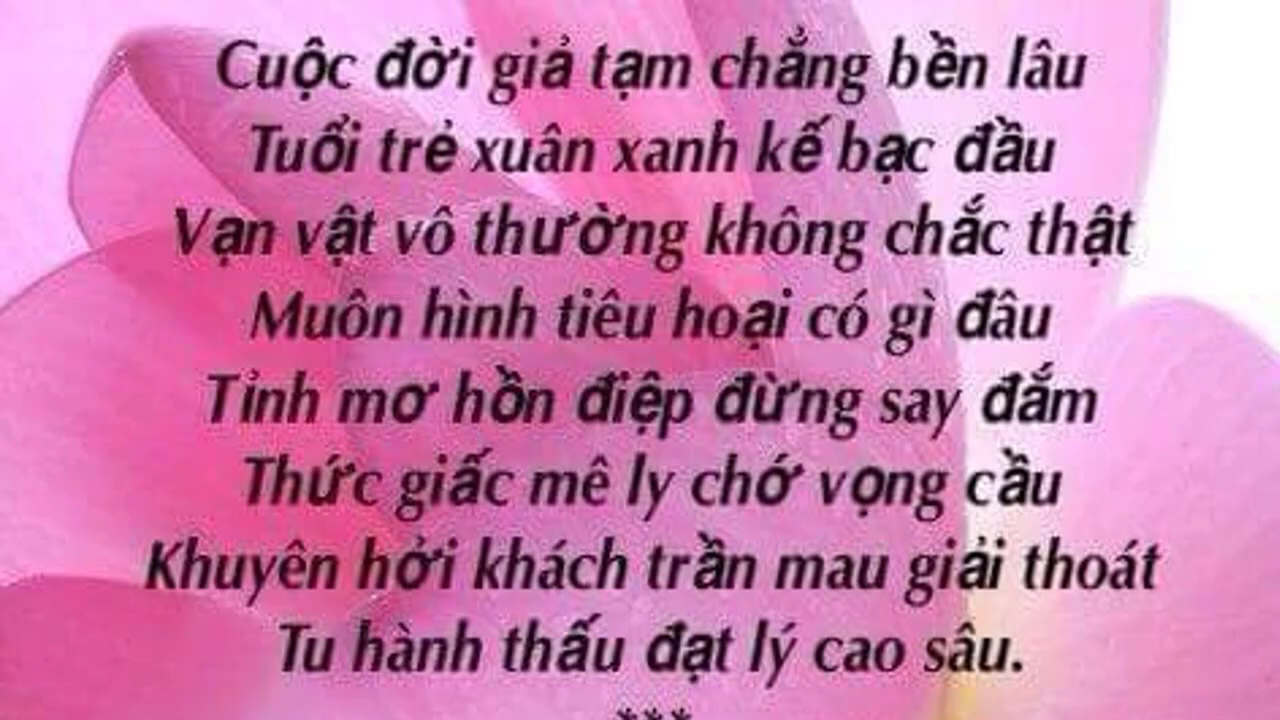 Cuộc đời giả tạm chẳng bền lâu
Tuổi trẻ xuân xanh kế bạc đầu
Vạn vật vô thường không chắc thật
Muôn hình tiêu hoại có gì đâu
Tỉnh mơ hồn điệp đừng say đắm
Thức giấc mê ly chớ vọng cầu
Khuyên hởi khách trần mau giải thoát
Tu hành thấu đạt lý cao sâu.
***